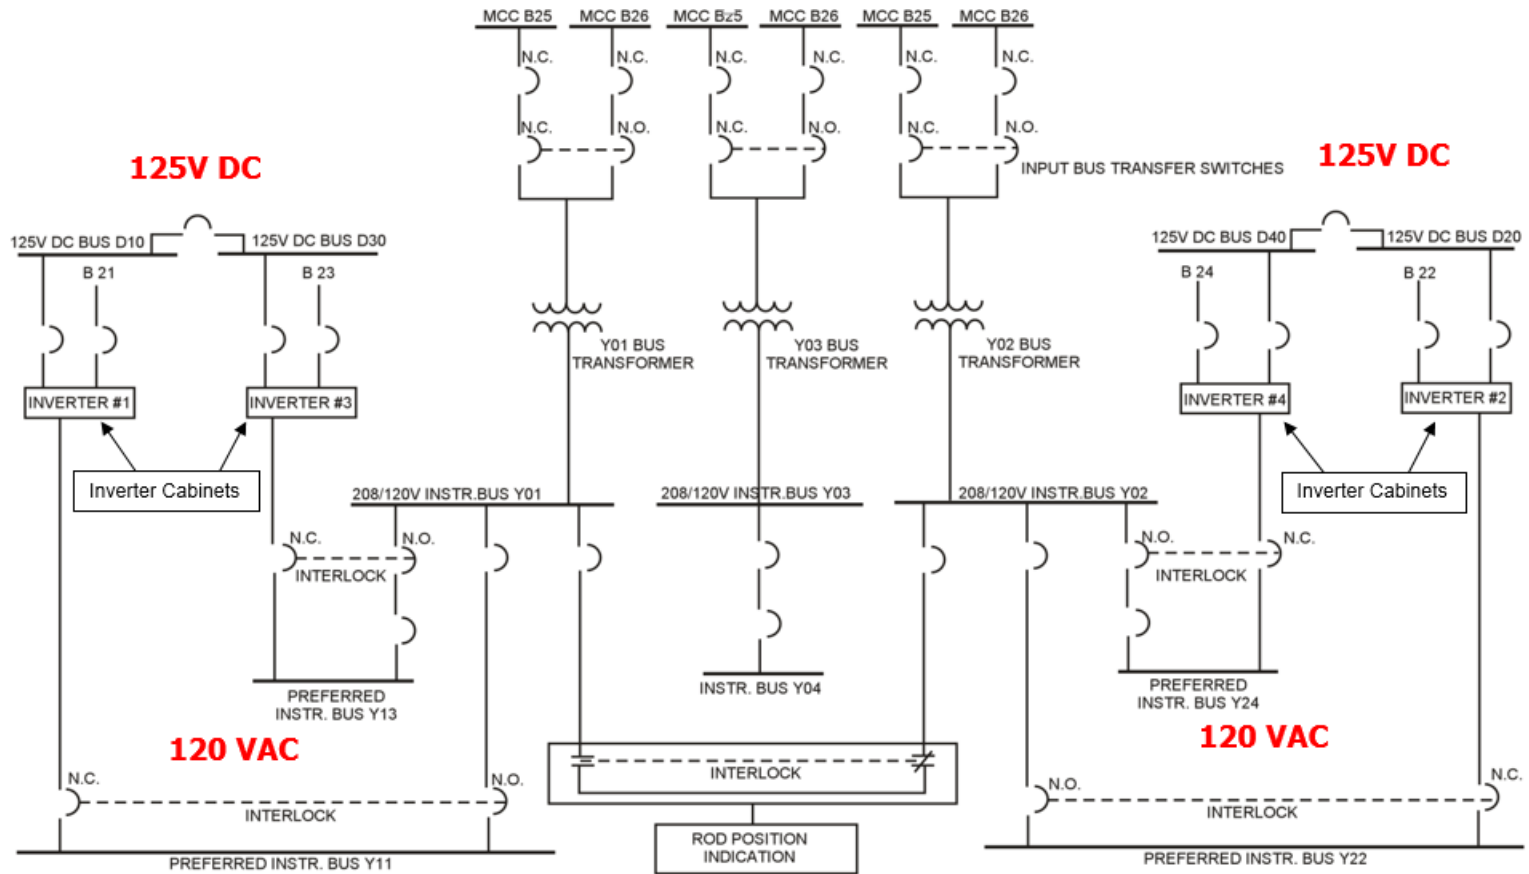 MCC B25
MCC B26
MCC B25
MCC B26
MCC B25
MCC B26
N.C.
N.C.
N.C.
N.C.
N.C.
N.C.
N.C.
N.O.
N.C.
N.O.
N.C.
N.O.
INPUT BUS TRANSFER SWITCHES
125V DC
125V DC
125V DC BUS D10
125V DC BUS D30
125V DC BUS D40
125V DC BUS D20
B 21
B 23
B 24
B 22
Y01 BUS
TRANSFORMER
Y03 BUS
TRANSFORMER
Y02 BUS
TRANSFORMER
INVERTER #1
INVERTER #3
INVERTER #4
INVERTER #2
Inverter Cabinets
Inverter Cabinets
208/120V INSTR.BUS Y01
208/120V INSTR.BUS Y03
208/120V INSTR.BUS Y02
N.C.
N.O.
INTERLOCK
N.O.
N.C.
INTERLOCK
PREFERRED
INSTR. BUS Y13
INSTR. BUS Y04
PREFERRED
INSTR. BUS Y24
120 VAC
120 VAC
N.C.
N.O.
INTERLOCK
INTERLOCK
N.O.
N.C.
INTERLOCK
ROD POSITION
INDICATION
PREFERRED INSTR. BUS Y11
PREFERRED INSTR. BUS Y22